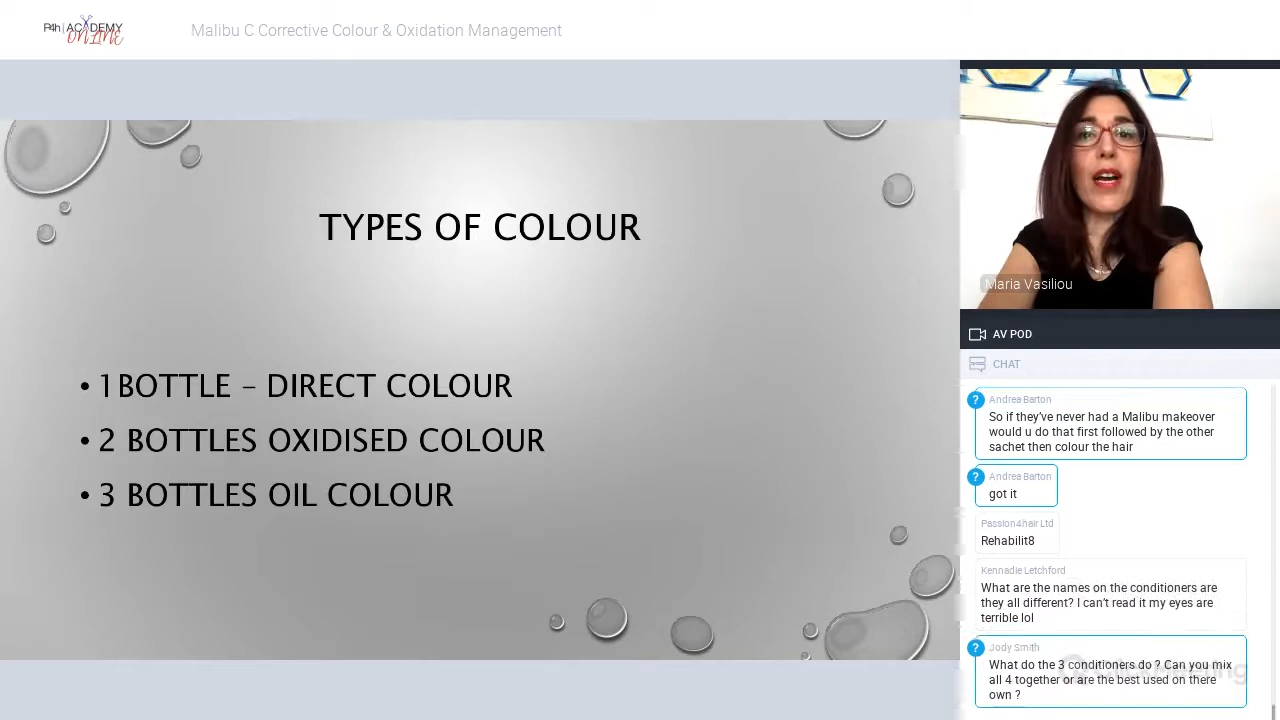 P4h | ACADEMY
ONLINE
Malibu C Corrective Colour & Oxidation Management
TYPES OF COLOUR
• 1BOTTLE – DIRECT COLOUR
• 2 BOTTLES OXIDISED COLOUR
• 3 BOTTLES OIL COLOUR
Maria Vasiliou
AV POD
CHAT
? Andrea Barton
So if they've never had a Malibu makeover
would u do that first followed by the other
sachet then colour the hair
? Andrea Barton
got it
Passion4hair Ltd
Rehabilit8
Kennadie Letchford
What are the names on the conditioners are
they all different? I can't read it my eyes are
terrible lol
? Jody Smith
What do the 3 conditioners do ? Can you mix
all 4 together or are the best used on there
own ?